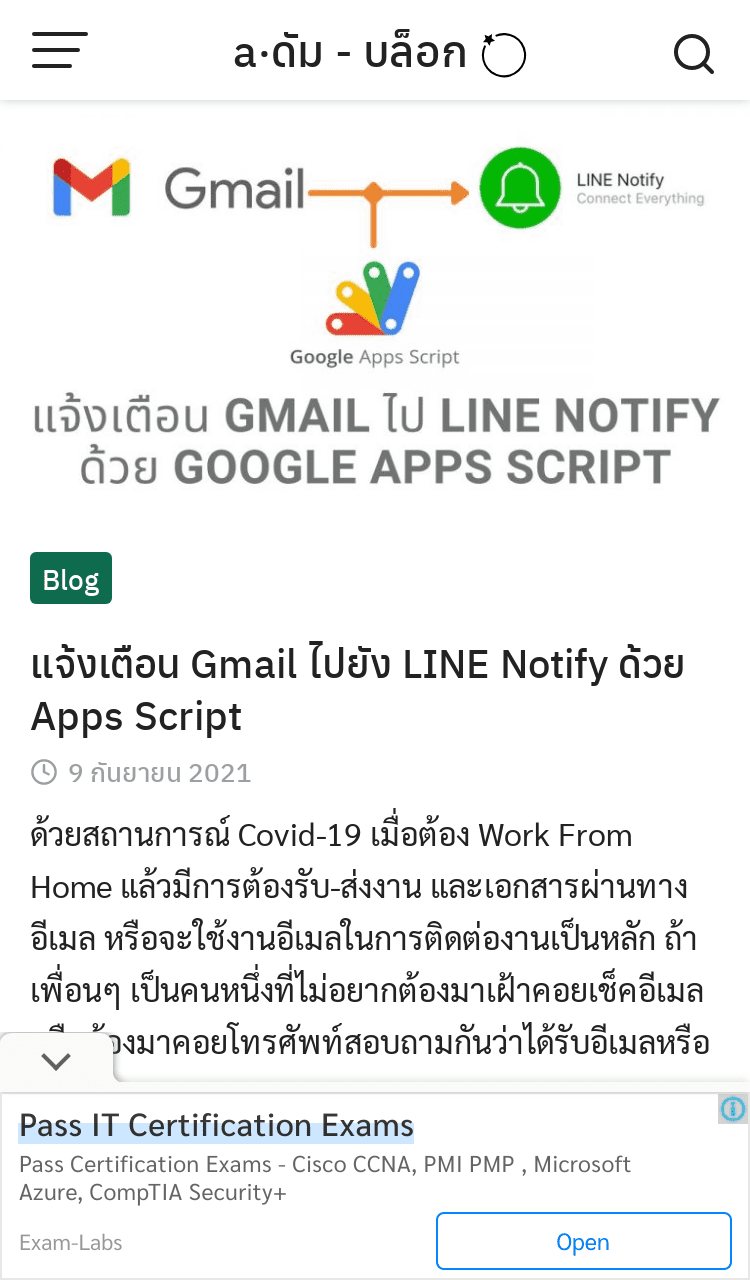 a·ดัม - บล็อก
Gmail
LINE Notify
Connect Everything
Google Apps Script
แจ้งเตือน GMAIL ไป LINE NOTIFY
ด้วย GOOGLE APPS SCRIPT
Blog
แจ้งเตือน Gmail ไปยัง LINE Notify ด้วย
Apps Script
9 กันยายน 2021
ด้วยสถานการณ์ Covid-19 เมื่อต้อง Work From
Home แล้วมีการต้องรับ-ส่งงาน และเอกสารผ่านทาง
อีเมล หรือจะใช้งานอีเมลในการติดต่องานเป็นหลัก ถ้า
เพื่อนๆ เป็นคนหนึ่งที่ไม่อยากต้องมาเฝ้าคอยเช็คอีเมล
มาคอยโทรศัพท์สอบถามกันว่าได้รับอีเมลหรือ
Pass IT Certification Exams
Pass Certification Exams - Cisco CCNA, PMI PMP , Microsoft
Azure, CompTIA Security+
Exam-Labs
Open